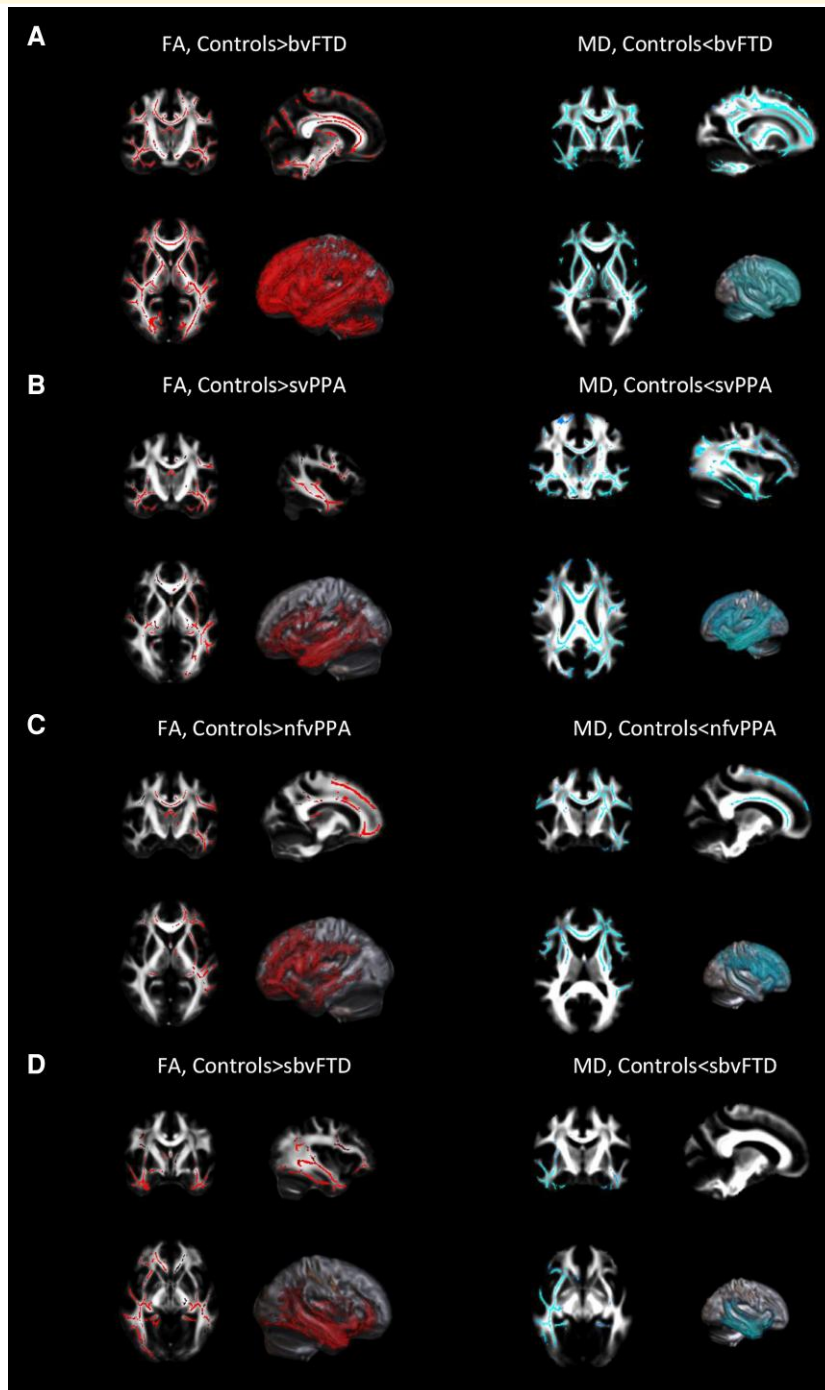 A
FA, Controls>bvFTD
MD, Controls<bvFTD
B
FA, Controls>svPPA
MD, Controls<svPPA
C
FA, Controls>nfvPPA
MD, Controls<nfvPPA
D
FA, Controls>sbvFTD
MD, Controls<sbvFTD